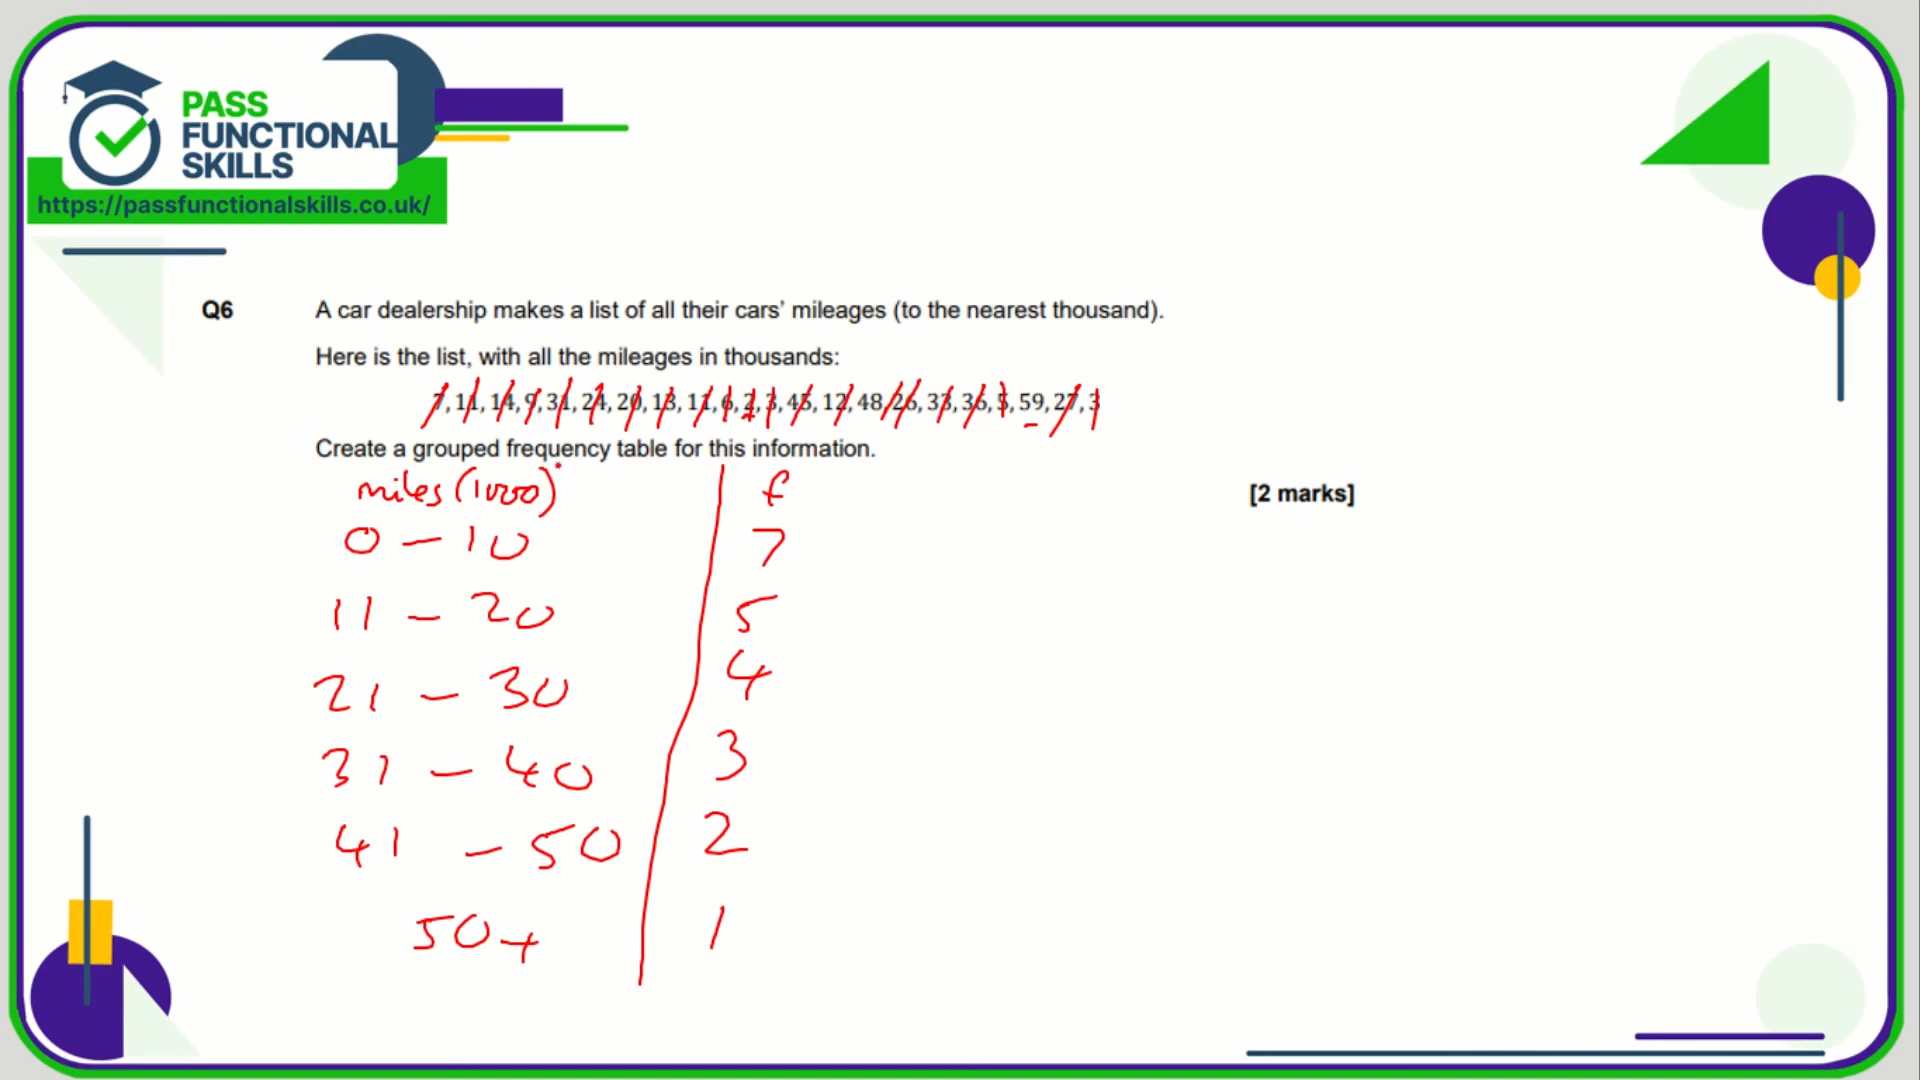 PASS
FUNCTIONAL
SKILLS
https://passfunctionalskills.co.uk/
Q6 A car dealership makes a list of all their cars’ mileages (to the nearest thousand).
Here is the list, with all the mileages in thousands:
7, 11, 14, 9, 31, 24, 20, 13, 11, 6, 2, 3, 45, 12, 48, 26, 33, 36, 5, 59, 27, 3
Create a grouped frequency table for this information.
[2 marks]
miles (1000) f
0 - 10 7
11 - 20 5
21 - 30 4
31 - 40 3
41 - 50 2
50+ 1